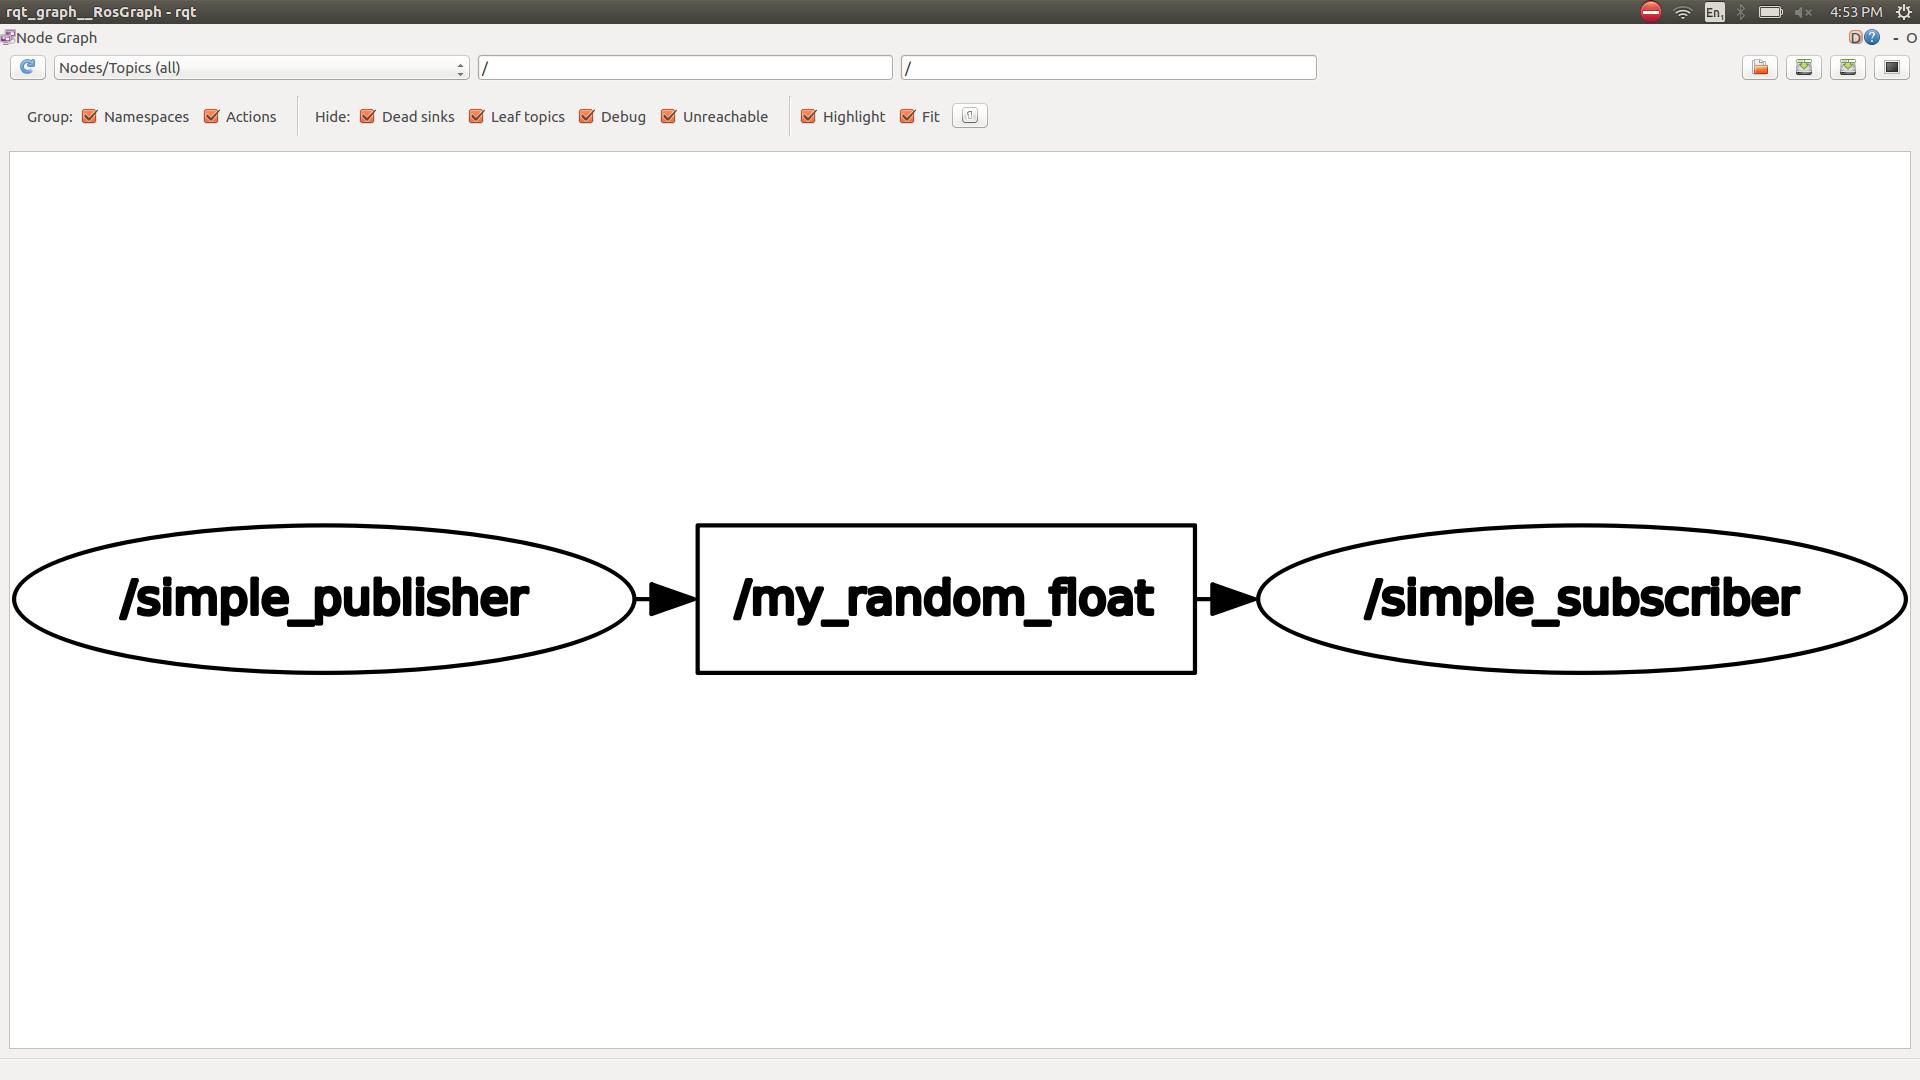 rqt_graph__RosGraph - rqt
En1 4:53 PM
Node Graph
D ? - O
Nodes/Topics (all) / /
Group: Namespaces Actions Hide: Dead sinks Leaf topics Debug Unreachable Highlight Fit
/simple_publisher /my_random_float /simple_subscriber